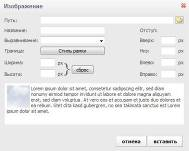 Изображение
Путь:
Название: Отступ:
Выравнивание: Вверх: px
Граница: Стиль рамки Низ: px
Ширина: px Влево: px
Высота: px сброс Вправо: px
Lorem ipsum dolor sit amet, consetetur sadipscing elitr, sed diam
nonumy eirmod tempor invidunt ut labore et dolore magna aliquyam
erat, sed diam voluptua. At vero eos et accusam et justo duo dolores et
ea rebum. Stet clita kasd gubergren, no sea takimata sanctus est Lorem
ipsum dolor sit amet.
отмена вставить